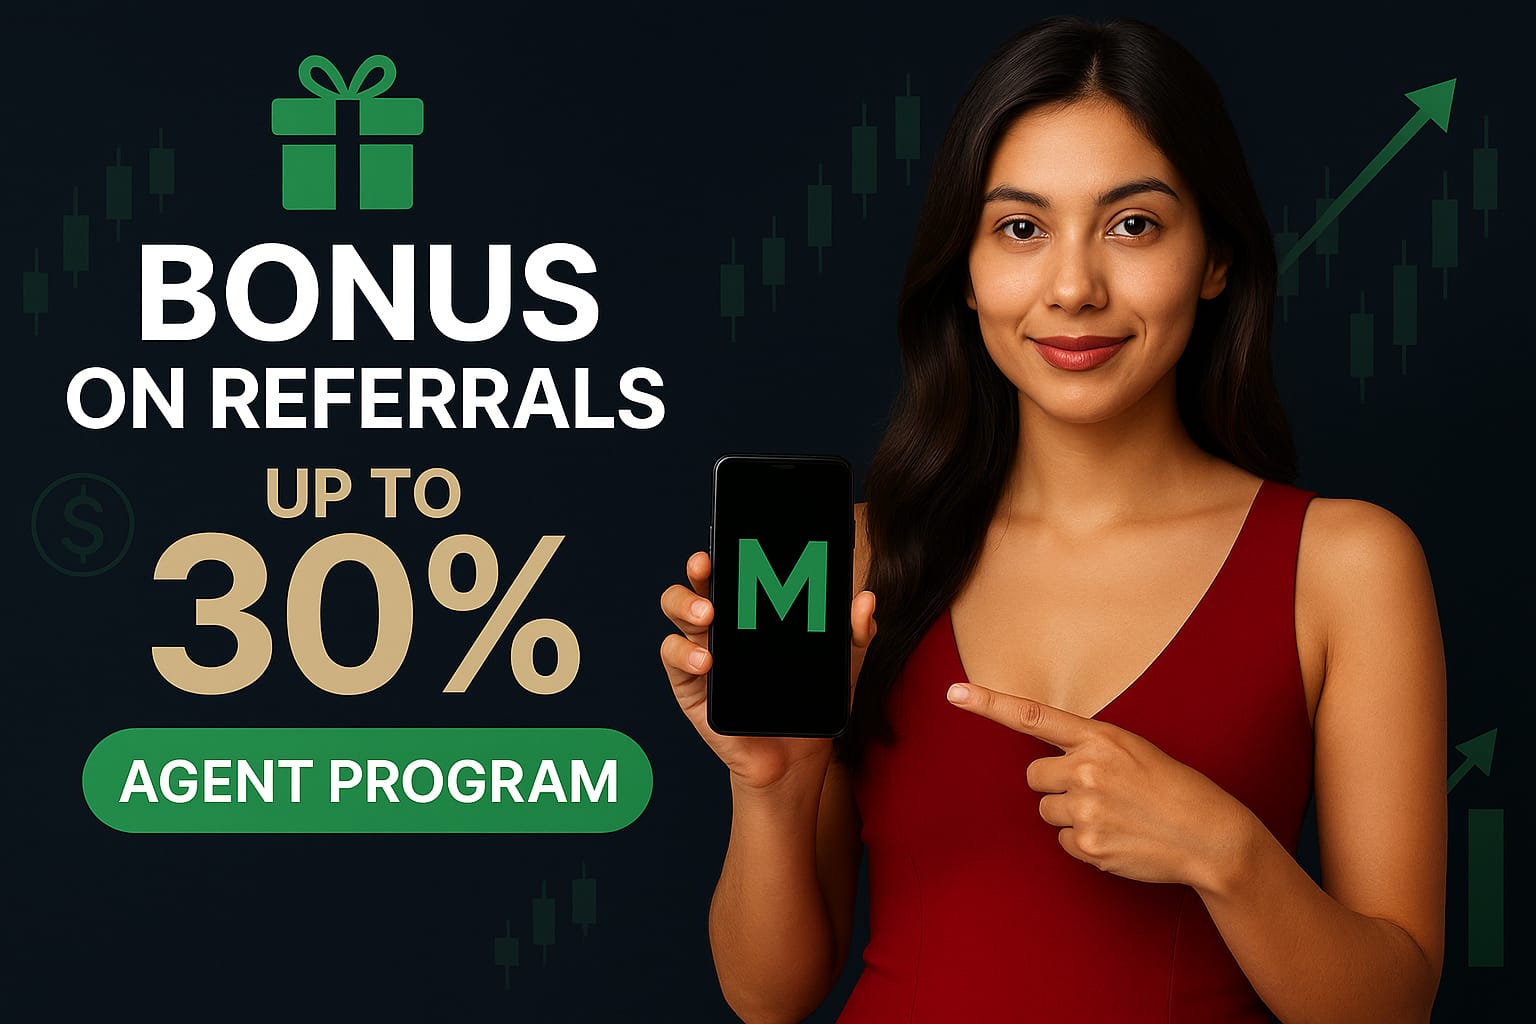 BONUS
ON REFERRALS
UP TO
30%
AGENT PROGRAM
M
$